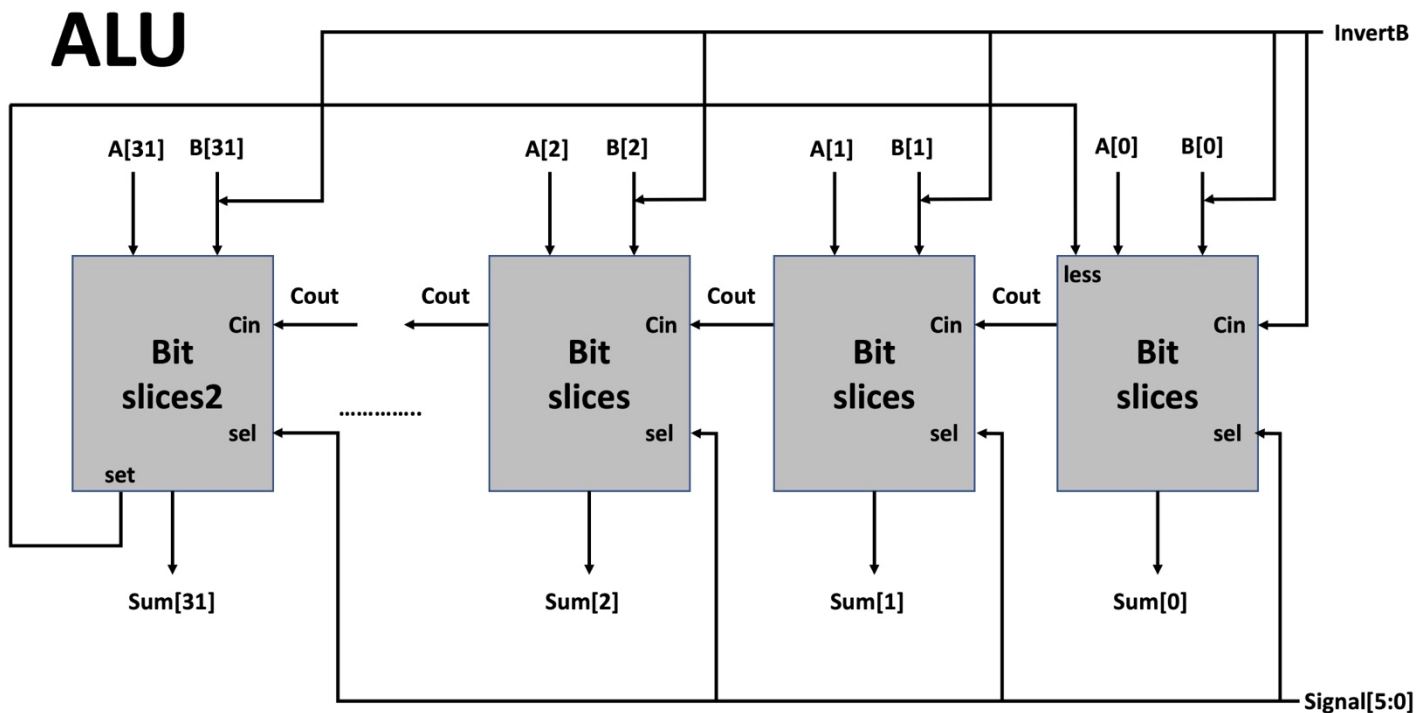 ALU
InvertB
A[31] B[31] A[2] B[2] A[1] B[1] A[0] B[0]
less
Cout Cout Cout Cout
Cin Cin Cin Cin
Bit Bit Bit Bit
slices2 slices slices slices
…………..
sel sel sel sel
set
Sum[31] Sum[2] Sum[1] Sum[0]
Signal[5:0]